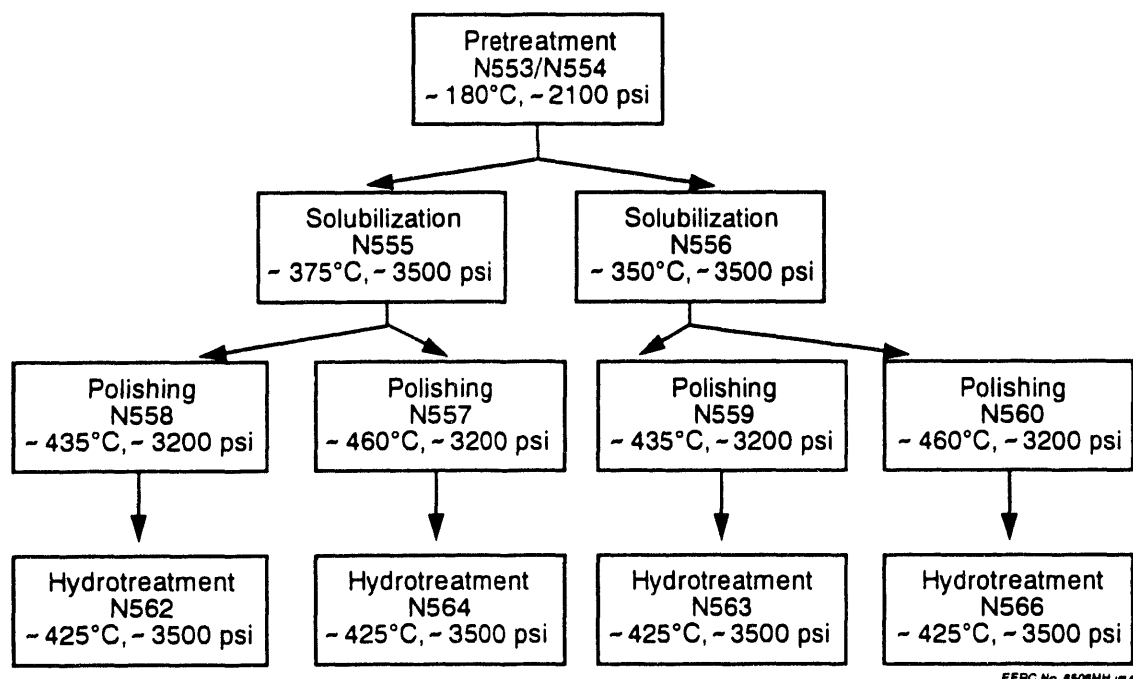 Pretreatment
N553/N554
~ 180°C, ~ 2100 psi
Solubilization
N555
~ 375°C, ~ 3500 psi
Solubilization
N556
~ 350°C, ~ 3500 psi
Polishing
N558
~ 435°C, ~ 3200 psi
Polishing
N557
~ 460°C, ~ 3200 psi
Polishing
N559
~ 435°C, ~ 3200 psi
Polishing
N560
~ 460°C, ~ 3200 psi
Hydrotreatment
N562
~ 425°C, ~ 3500 psi
Hydrotreatment
N564
~ 425°C, ~ 3500 psi
Hydrotreatment
N563
~ 425°C, ~ 3500 psi
Hydrotreatment
N566
~ 425°C, ~ 3500 psi
EERC No.